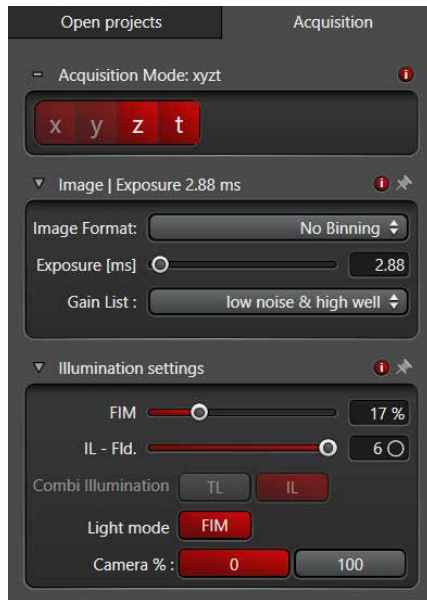 Open projects Acquisition
Acquisition Mode: xyzt
x y z t
Image | Exposure 2.88 ms
Image Format: No Binning
Exposure [ms] 2.88
Gain List : low noise & high well
Illumination settings
FIM 17 %
IL - Fld. 6
Combi Illumination TL IL
Light mode FIM
Camera % : 0 100